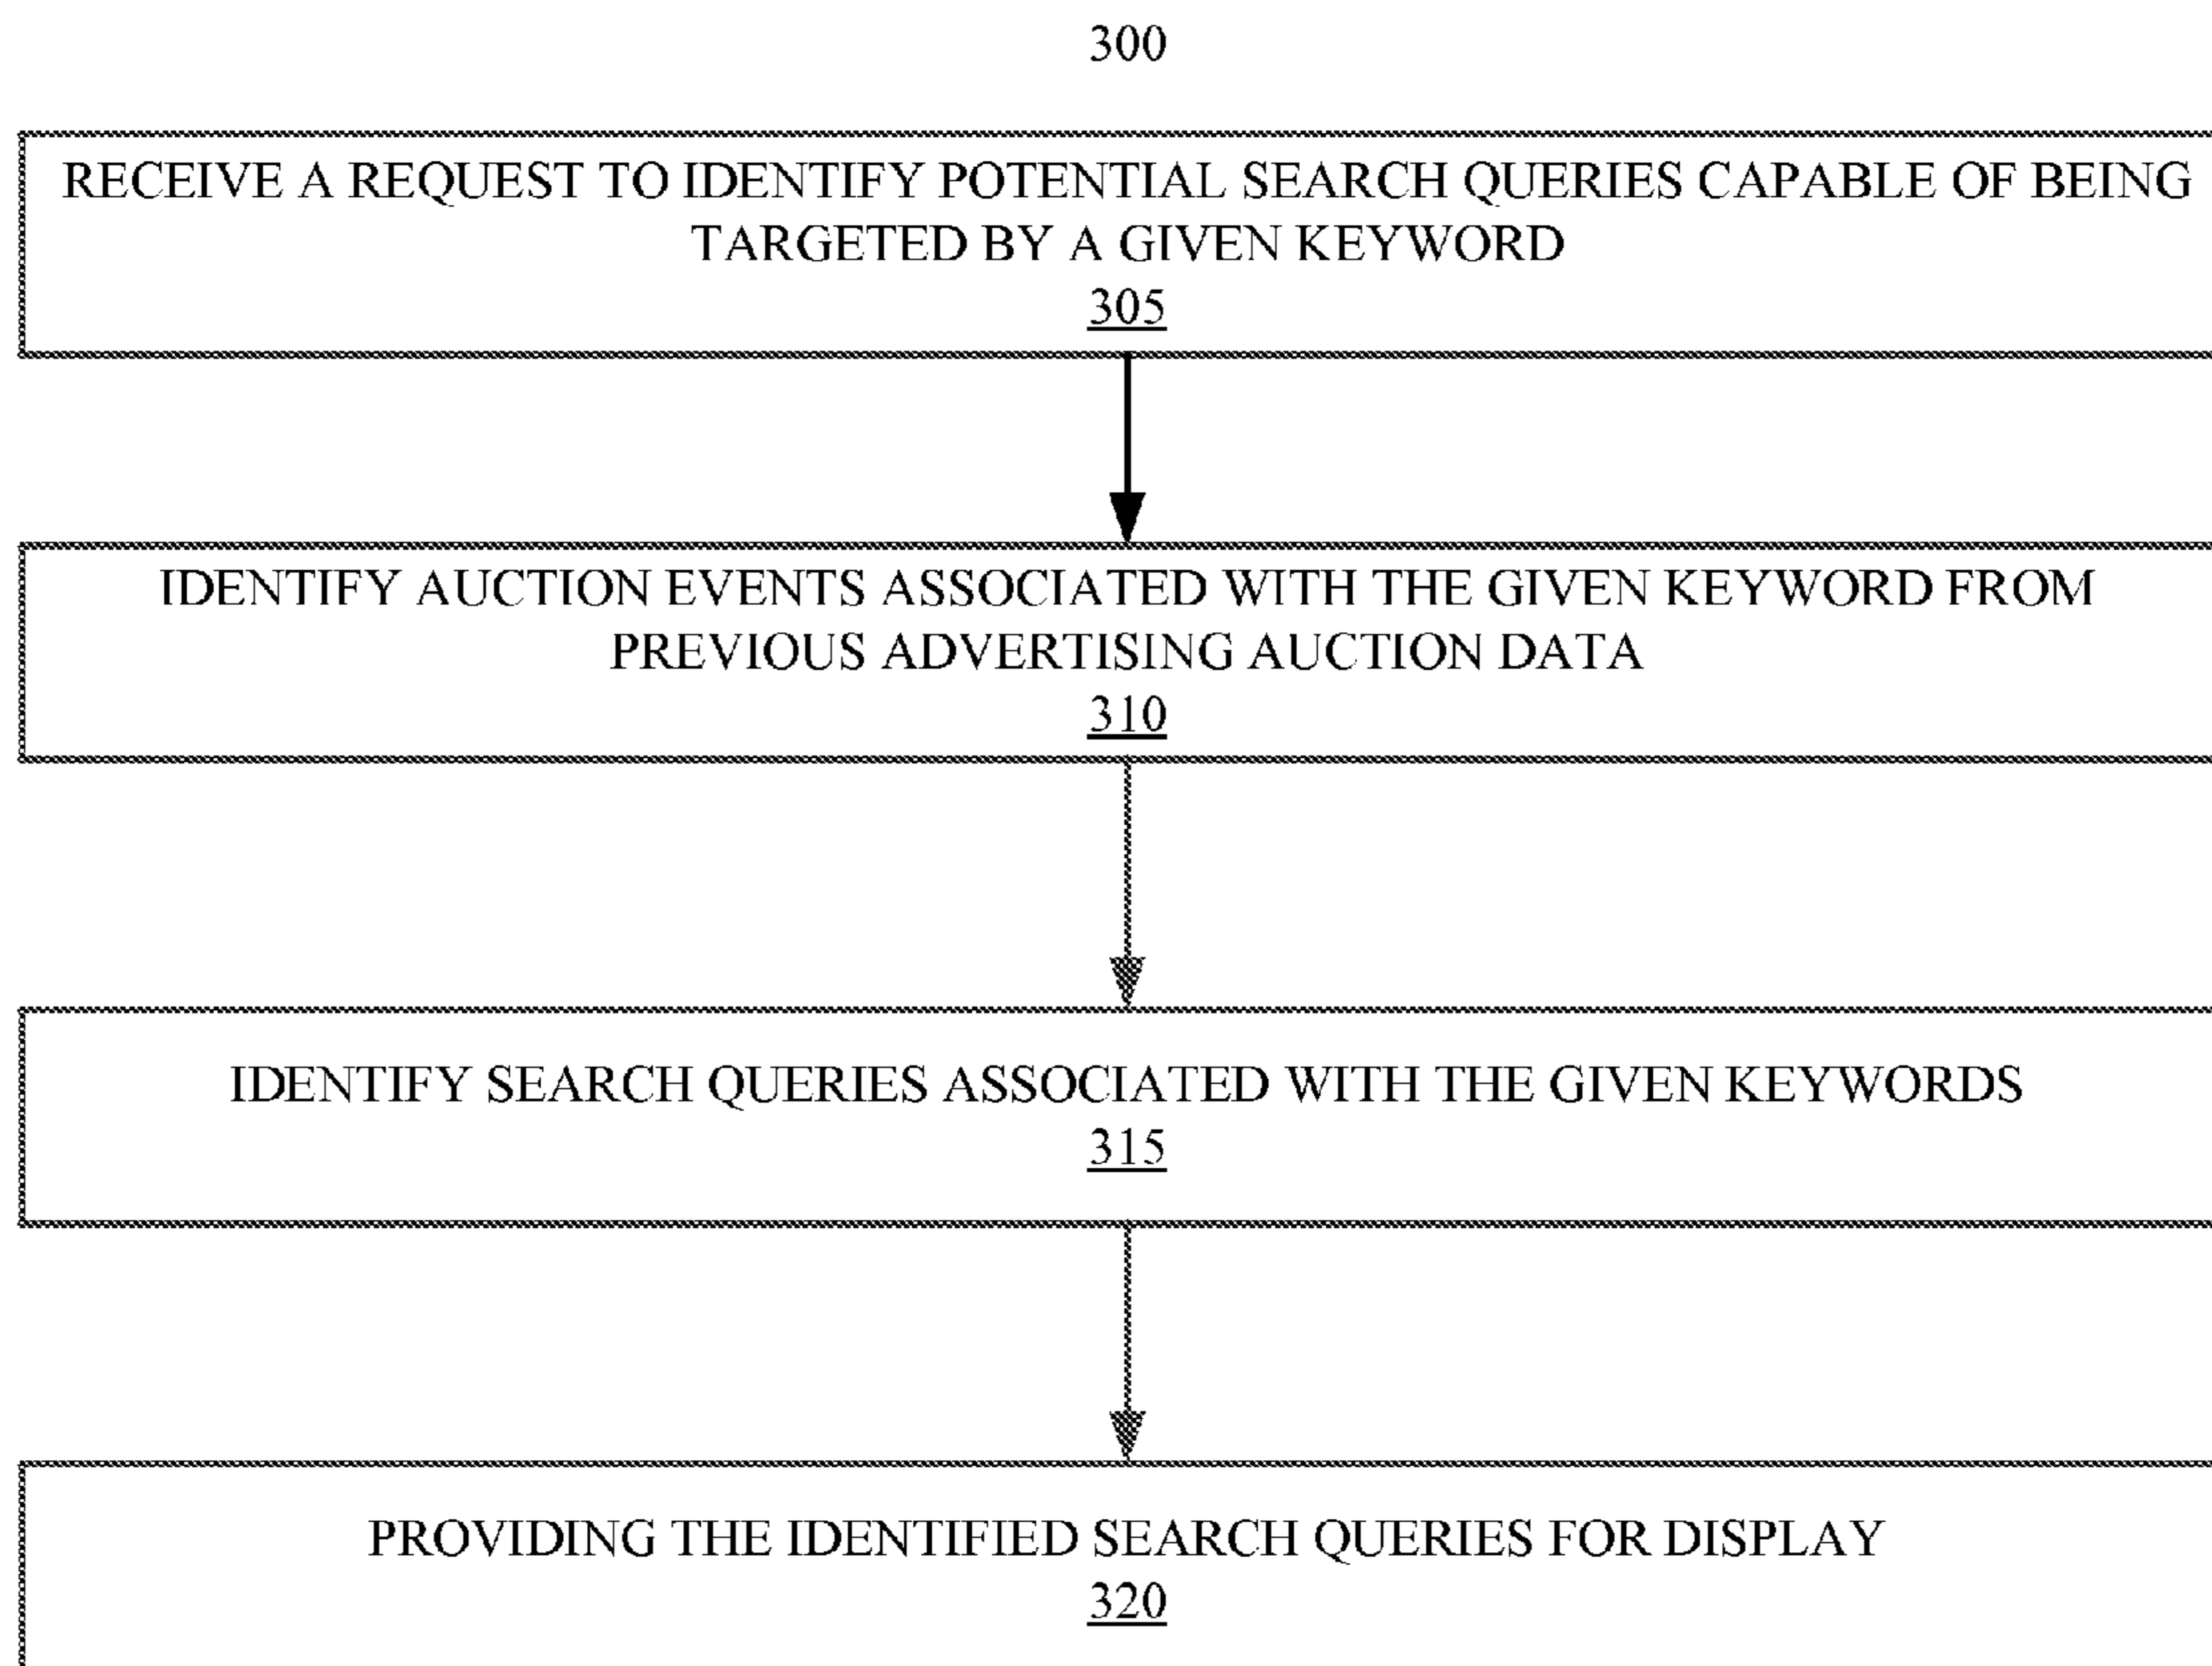 300
RECEIVE A REQUEST TO IDENTIFY POTENTIAL SEARCH QUERIES CAPABLE OF BEING
TARGETED BY A GIVEN KEYWORD
305
IDENTIFY AUCTION EVENTS ASSOCIATED WITH THE GIVEN KEYWORD FROM
PREVIOUS ADVERTISING AUCTION DATA
310
IDENTIFY SEARCH QUERIES ASSOCIATED WITH THE GIVEN KEYWORDS
315
PROVIDING THE IDENTIFIED SEARCH QUERIES FOR DISPLAY
320